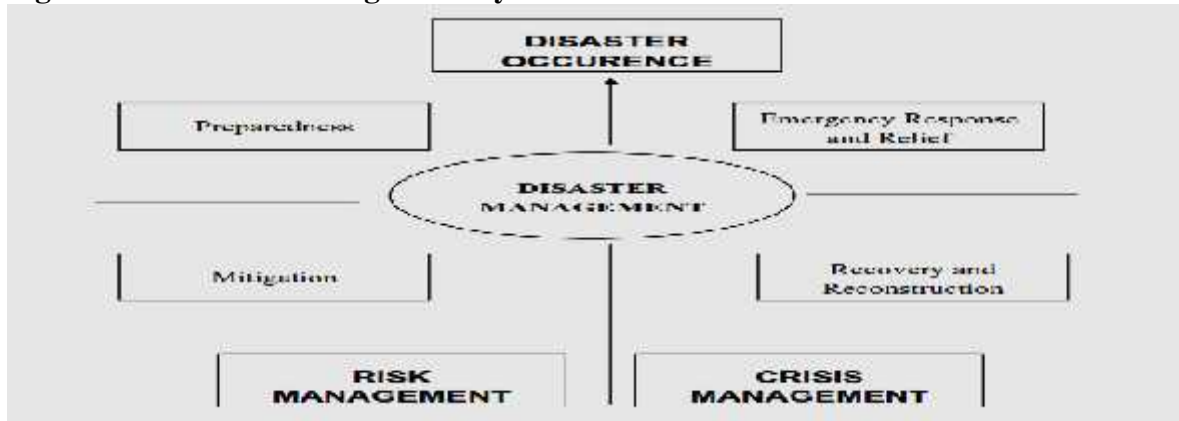 DISASTER
OCCURENCE
Preparedness
Emergency Response
and Relief
DISASTER
MANAGEMENT
Mitigation
Recovery and
Reconstruction
RISK
MANAGEMENT
CRISIS
MANAGEMENT